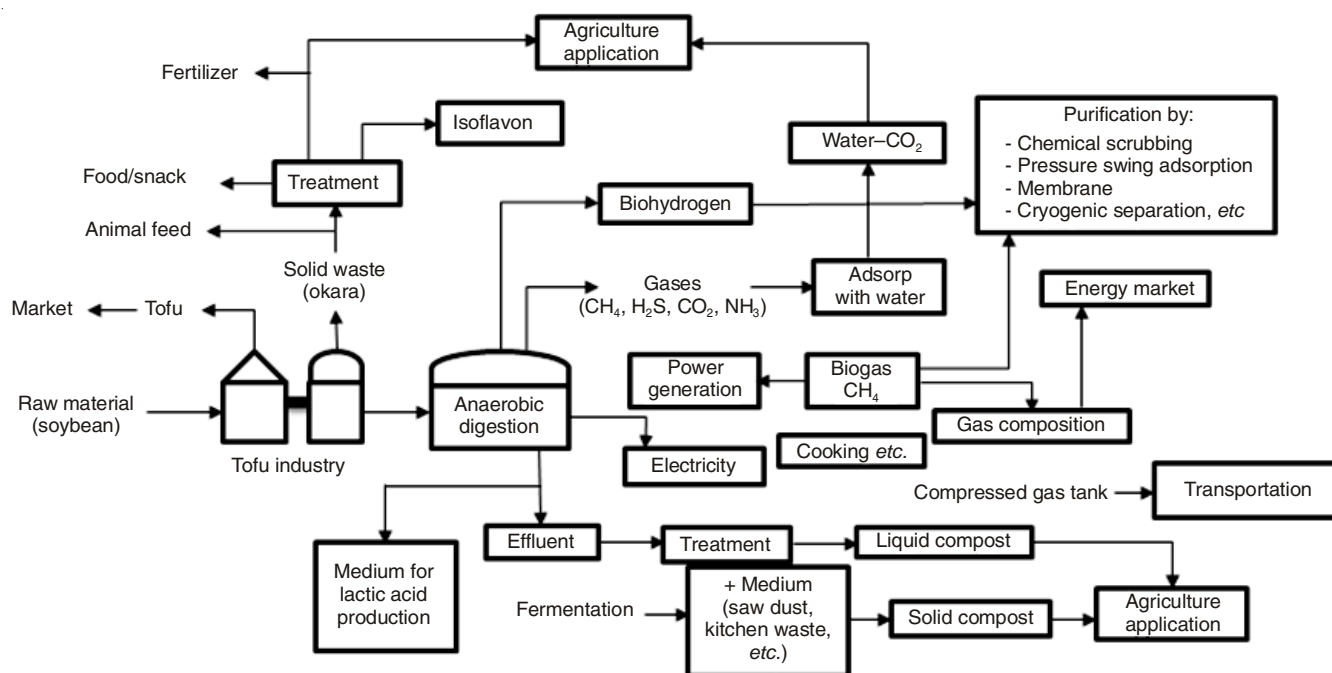 Agriculture
application
Fertilizer
Isoflavon
Purification by:
- Chemical scrubbing
- Pressure swing adsorption
- Membrane
- Cryogenic separation, etc
Water–CO₂
Food/snack
Treatment
Biohydrogen
Animal feed
Solid waste
(okara)
Gases
(CH₄, H₂S, CO₂, NH₃)
Adsorp
with water
Energy market
Market
Tofu
Power
generation
Biogas
CH₄
Raw material
(soybean)
Anaerobic
digestion
Gas composition
Tofu industry
Electricity
Cooking etc.
Compressed gas tank
Transportation
Effluent
Treatment
Liquid compost
Medium for
lactic acid
production
Fermentation
+ Medium
(saw dust,
kitchen waste,
etc.)
Solid compost
Agriculture
application